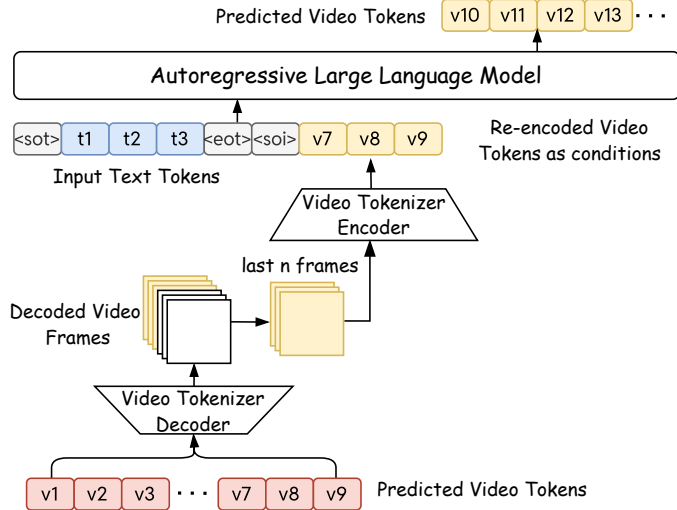 Predicted Video Tokens v10 v11 v12 v13 ···
Autoregressive Large Language Model
<sot> t1 t2 t3 <eot> <soi> v7 v8 v9
Re-encoded Video
Tokens as conditions
Input Text Tokens
Video Tokenizer
Encoder
last n frames
Decoded Video
Frames
Video Tokenizer
Decoder
v1 v2 v3 ··· v7 v8 v9 Predicted Video Tokens